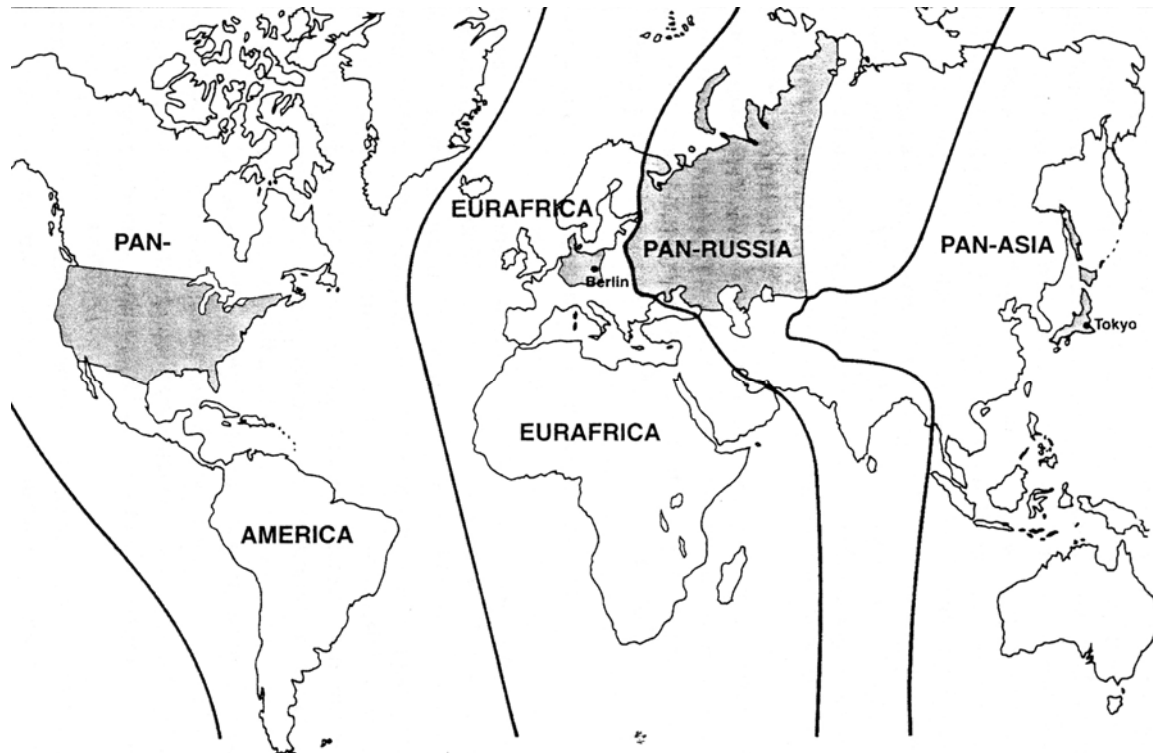 EURAFRICA
PAN-
PAN-RUSSIA
PAN-ASIA
Berlin
Tokyo
EURAFRICA
AMERICA